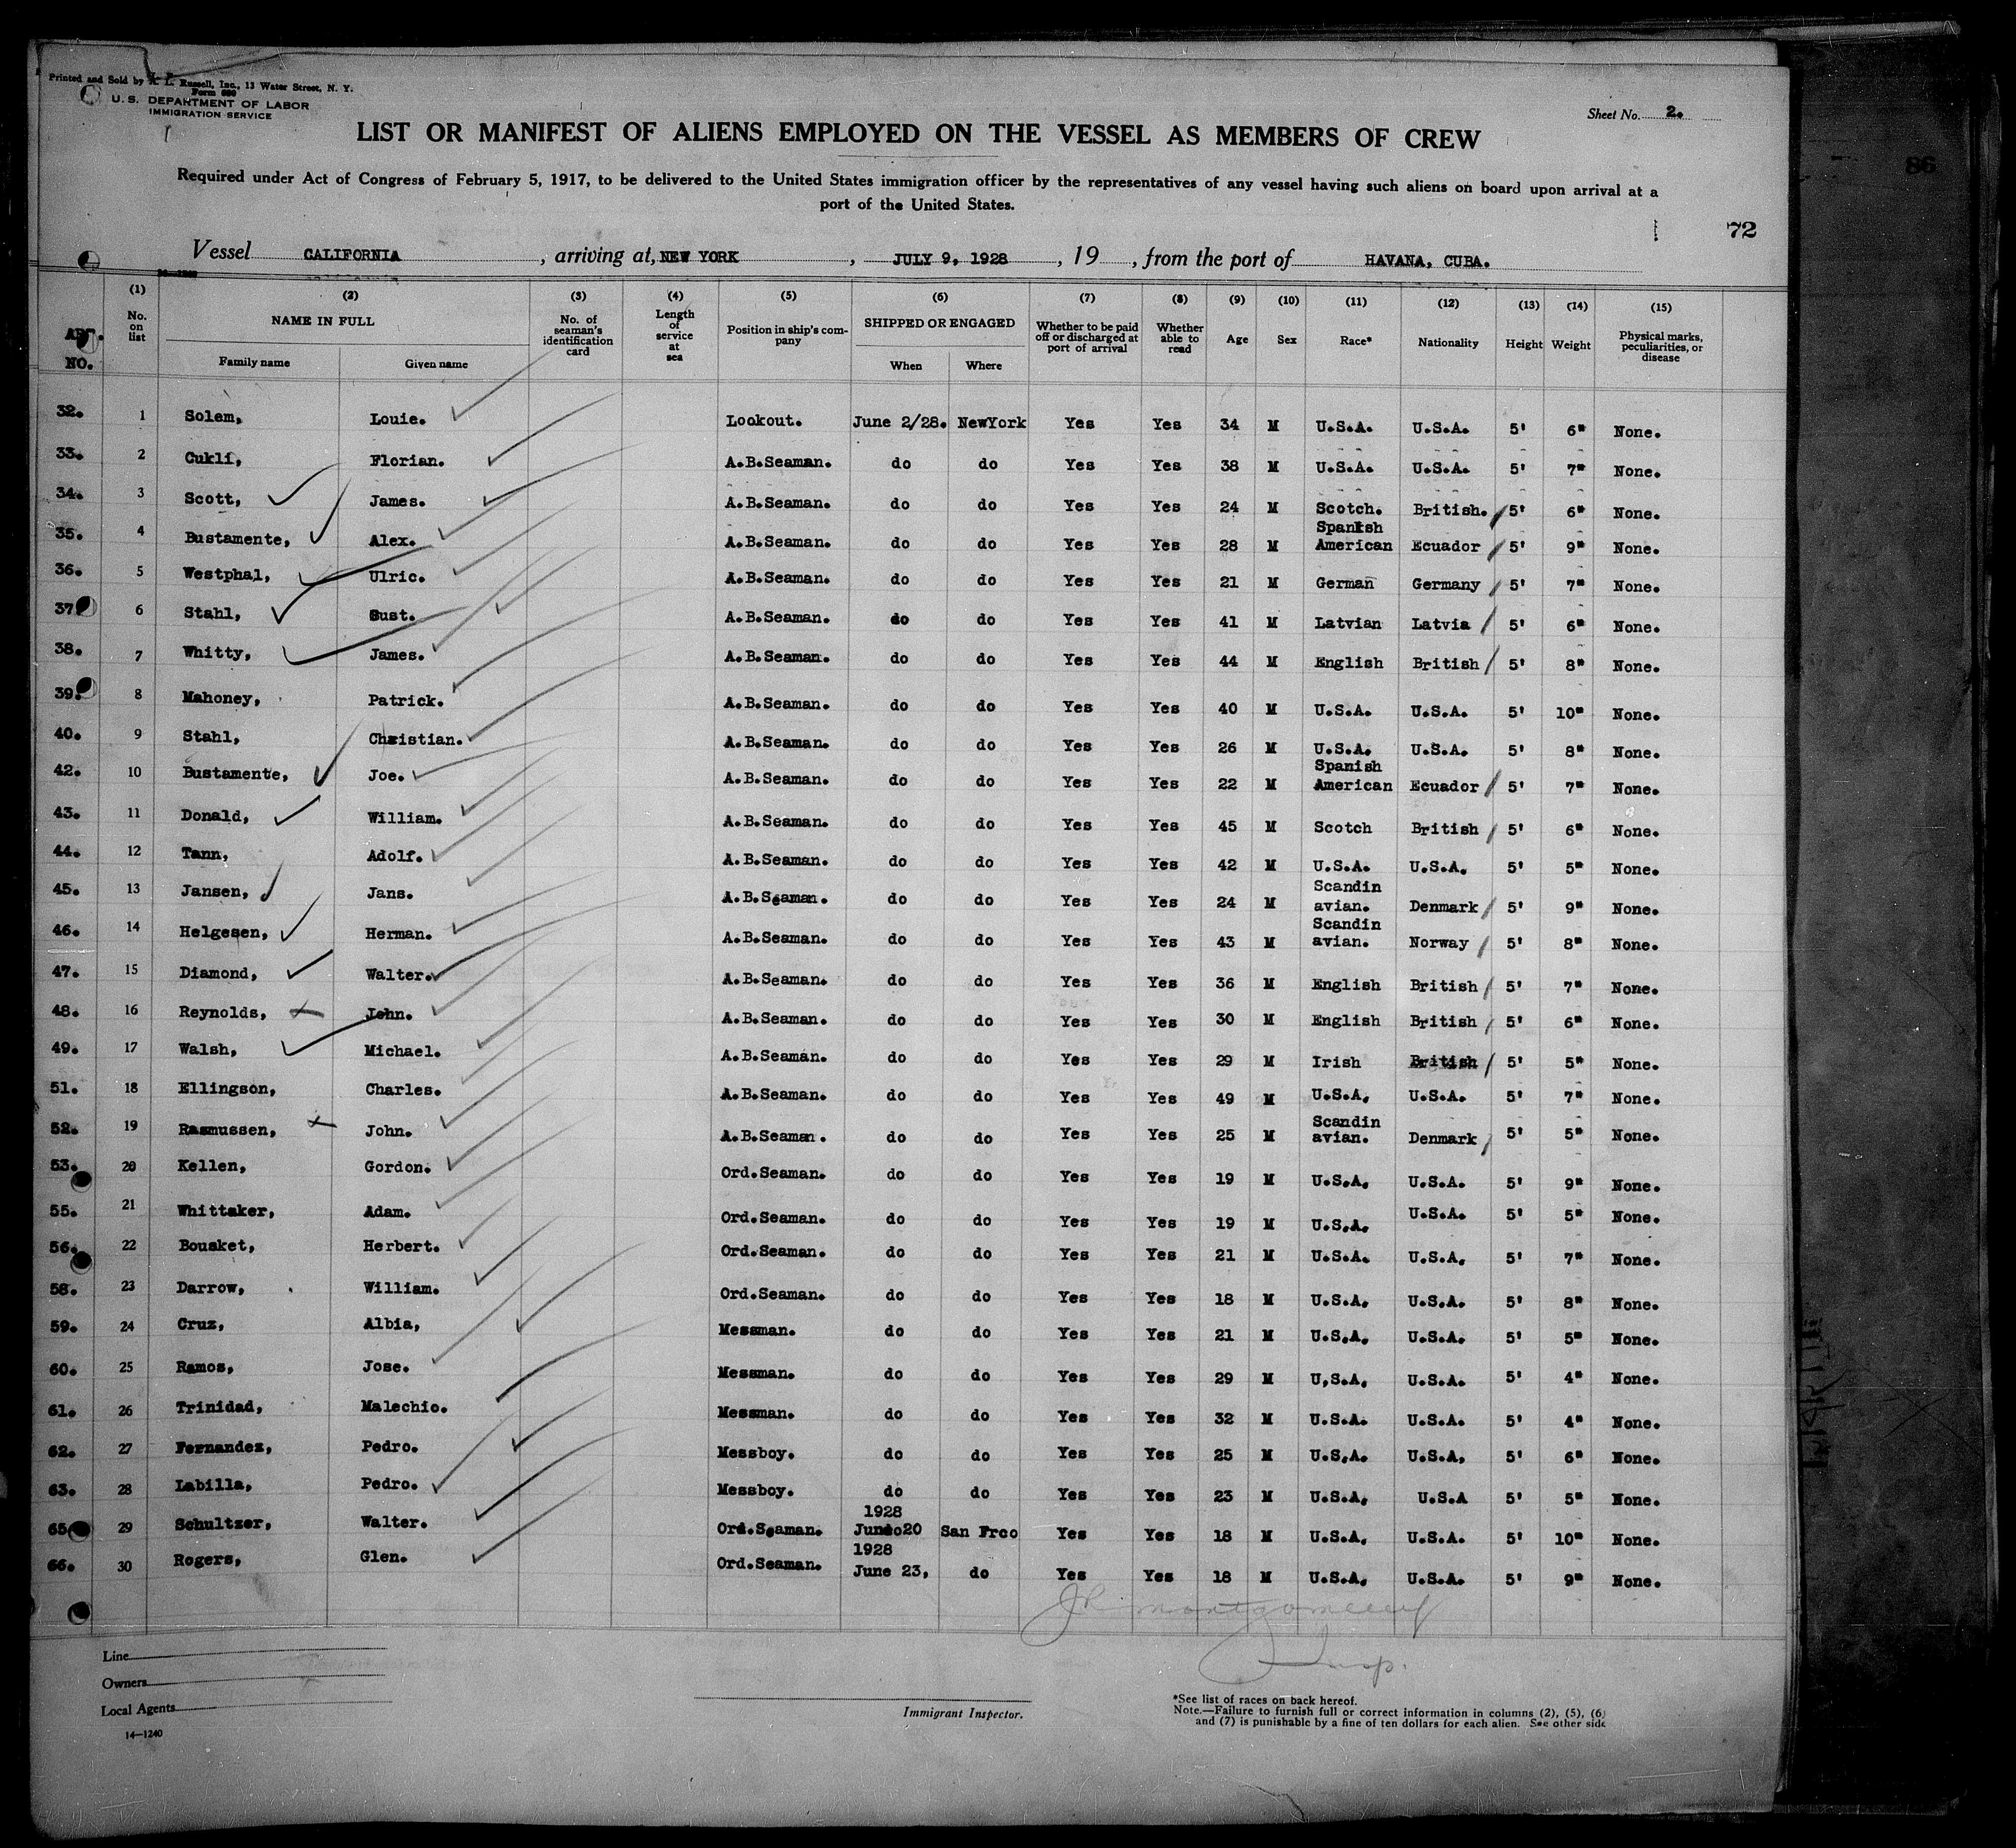 Printed and Sold by A. L. Russell, Inc., 13 Water Street, N. Y.
Form 680
U. S. DEPARTMENT OF LABOR
IMMIGRATION SERVICE
Sheet No. 2.
LIST OR MANIFEST OF ALIENS EMPLOYED ON THE VESSEL AS MEMBERS OF CREW
Required under Act of Congress of February 5, 1917, to be delivered to the United States immigration officer by the representatives of any vessel having such aliens on board upon arrival at a
port of the United States.
86
72
Vessel CALIFORNIA, arriving at, NEW YORK, JULY 9, 1928, 19, from the port of HAVANA, CUBA.
ART. NO. (1) No. on list (2) NAME IN FULL Family name Given name (3) No. of seaman's identification card (4) Length of service at sea (5) Position in ship's company (6) SHIPPED OR ENGAGED When Where (7) Whether to be paid off or discharged at port of arrival (8) Whether able to read (9) Age (10) Sex (11) Race* (12) Nationality (13) Height (14) Weight (15) Physical marks, peculiarities, or disease
32. 1 Solem, Louie. Lookout. June 2/28. NewYork Yes Yes 34 M U.S.A. U.S.A. 5' 6" None.
33. 2 Cukli, Florian. A.B.Seaman. do do Yes Yes 38 M U.S.A. U.S.A. 5' 7" None.
34. 3 Scott, James. A.B.Seaman. do do Yes Yes 24 M Scotch. British. 5' 6" None.
35. 4 Bustamente, Alex. A.B.Seaman. do do Yes Yes 28 M Spanish American Ecuador 5' 9" None.
36. 5 Westphal, Ulric. A.B.Seaman. do do Yes Yes 21 M German Germany 5' 7" None.
37. 6 Stahl, Gust. A.B.Seaman. do do Yes Yes 41 M Latvian Latvia 5' 6" None.
38. 7 Whitty, James. A.B.Seaman. do do Yes Yes 44 M English British 5' 8" None.
39. 8 Mahoney, Patrick. A.B.Seaman. do do Yes Yes 40 M U.S.A. U.S.A. 5' 10" None.
40. 9 Stahl, Christian. A.B.Seaman. do do Yes Yes 26 M U.S.A. U.S.A. 5' 8" None.
42. 10 Bustamente, Joe. A.B.Seaman. do do Yes Yes 22 M Spanish American Ecuador 5' 7" None.
43. 11 Donald, William. A.B.Seaman. do do Yes Yes 45 M Scotch British 5' 6" None.
44. 12 Tann, Adolf. A.B.Seaman. do do Yes Yes 42 M U.S.A. U.S.A. 5' 5" None.
45. 13 Jansen, Jans. A.B.Seaman. do do Yes Yes 24 M Scandin avian. Denmark 5' 9" None.
46. 14 Helgesen, Herman. A.B.Seaman. do do Yes Yes 43 M Scandin avian. Norway 5' 8" None.
47. 15 Diamond, Walter. A.B.Seaman. do do Yes Yes 36 M English British 5' 7" None.
48. 16 Reynolds, John. A.B.Seaman. do do Yes Yes 30 M English British 5' 6" None.
49. 17 Walsh, Michael. A.B.Seaman. do do Yes Yes 29 M Irish British 5' 5" None.
51. 18 Ellingson, Charles. A.B.Seaman. do do Yes Yes 49 M U.S.A. U.S.A. 5' 7" None.
52. 19 Rasmussen, John. A.B.Seaman. do do Yes Yes 25 M Scandin avian. Denmark 5' 5" None.
53. 20 Kellen, Gordon. Ord.Seaman. do do Yes Yes 19 M U.S.A. U.S.A. 5' 9" None.
55. 21 Whittaker, Adam. Ord.Seaman. do do Yes Yes 19 M U.S.A. U.S.A. 5' 5" None.
56. 22 Bousket, Herbert. Ord.Seaman. do do Yes Yes 21 M U.S.A. U.S.A. 5' 7" None.
58. 23 Darrow, William. Ord.Seaman. do do Yes Yes 18 M U.S.A. U.S.A. 5' 8" None.
59. 24 Cruz, Albia, Messman. do do Yes Yes 21 M U.S.A. U.S.A. 5' 5" None.
60. 25 Ramos, Jose. Messman. do do Yes Yes 29 M U.S.A. U.S.A. 5' 4" None.
61. 26 Trinidad, Malechio. Messman. do do Yes Yes 32 M U.S.A. U.S.A. 5' 4" None.
62. 27 Fernandez, Pedro. Messboy. do do Yes Yes 25 M U.S.A. U.S.A. 5' 6" None.
63. 28 Labilla, Pedro. Messboy. do do Yes Yes 23 M U.S.A. U.S.A 5' 5" None.
65. 29 Schultzer, Walter. Ord.Seaman. 1928 June 20 San Frco Yes Yes 18 M U.S.A. U.S.A. 5' 10" None.
66. 30 Rogers, Glen. Ord.Seaman. 1928 June 23, do Yes Yes 18 M U.S.A. U.S.A. 5' 9" None.
JR Montgomery
Insp.
Line
Owners
Local Agents
14—1240
Immigrant Inspector.
*See list of races on back hereof.
Note.—Failure to furnish full or correct information in columns (2), (5), (6)
and (7) is punishable by a fine of ten dollars for each alien. See other side